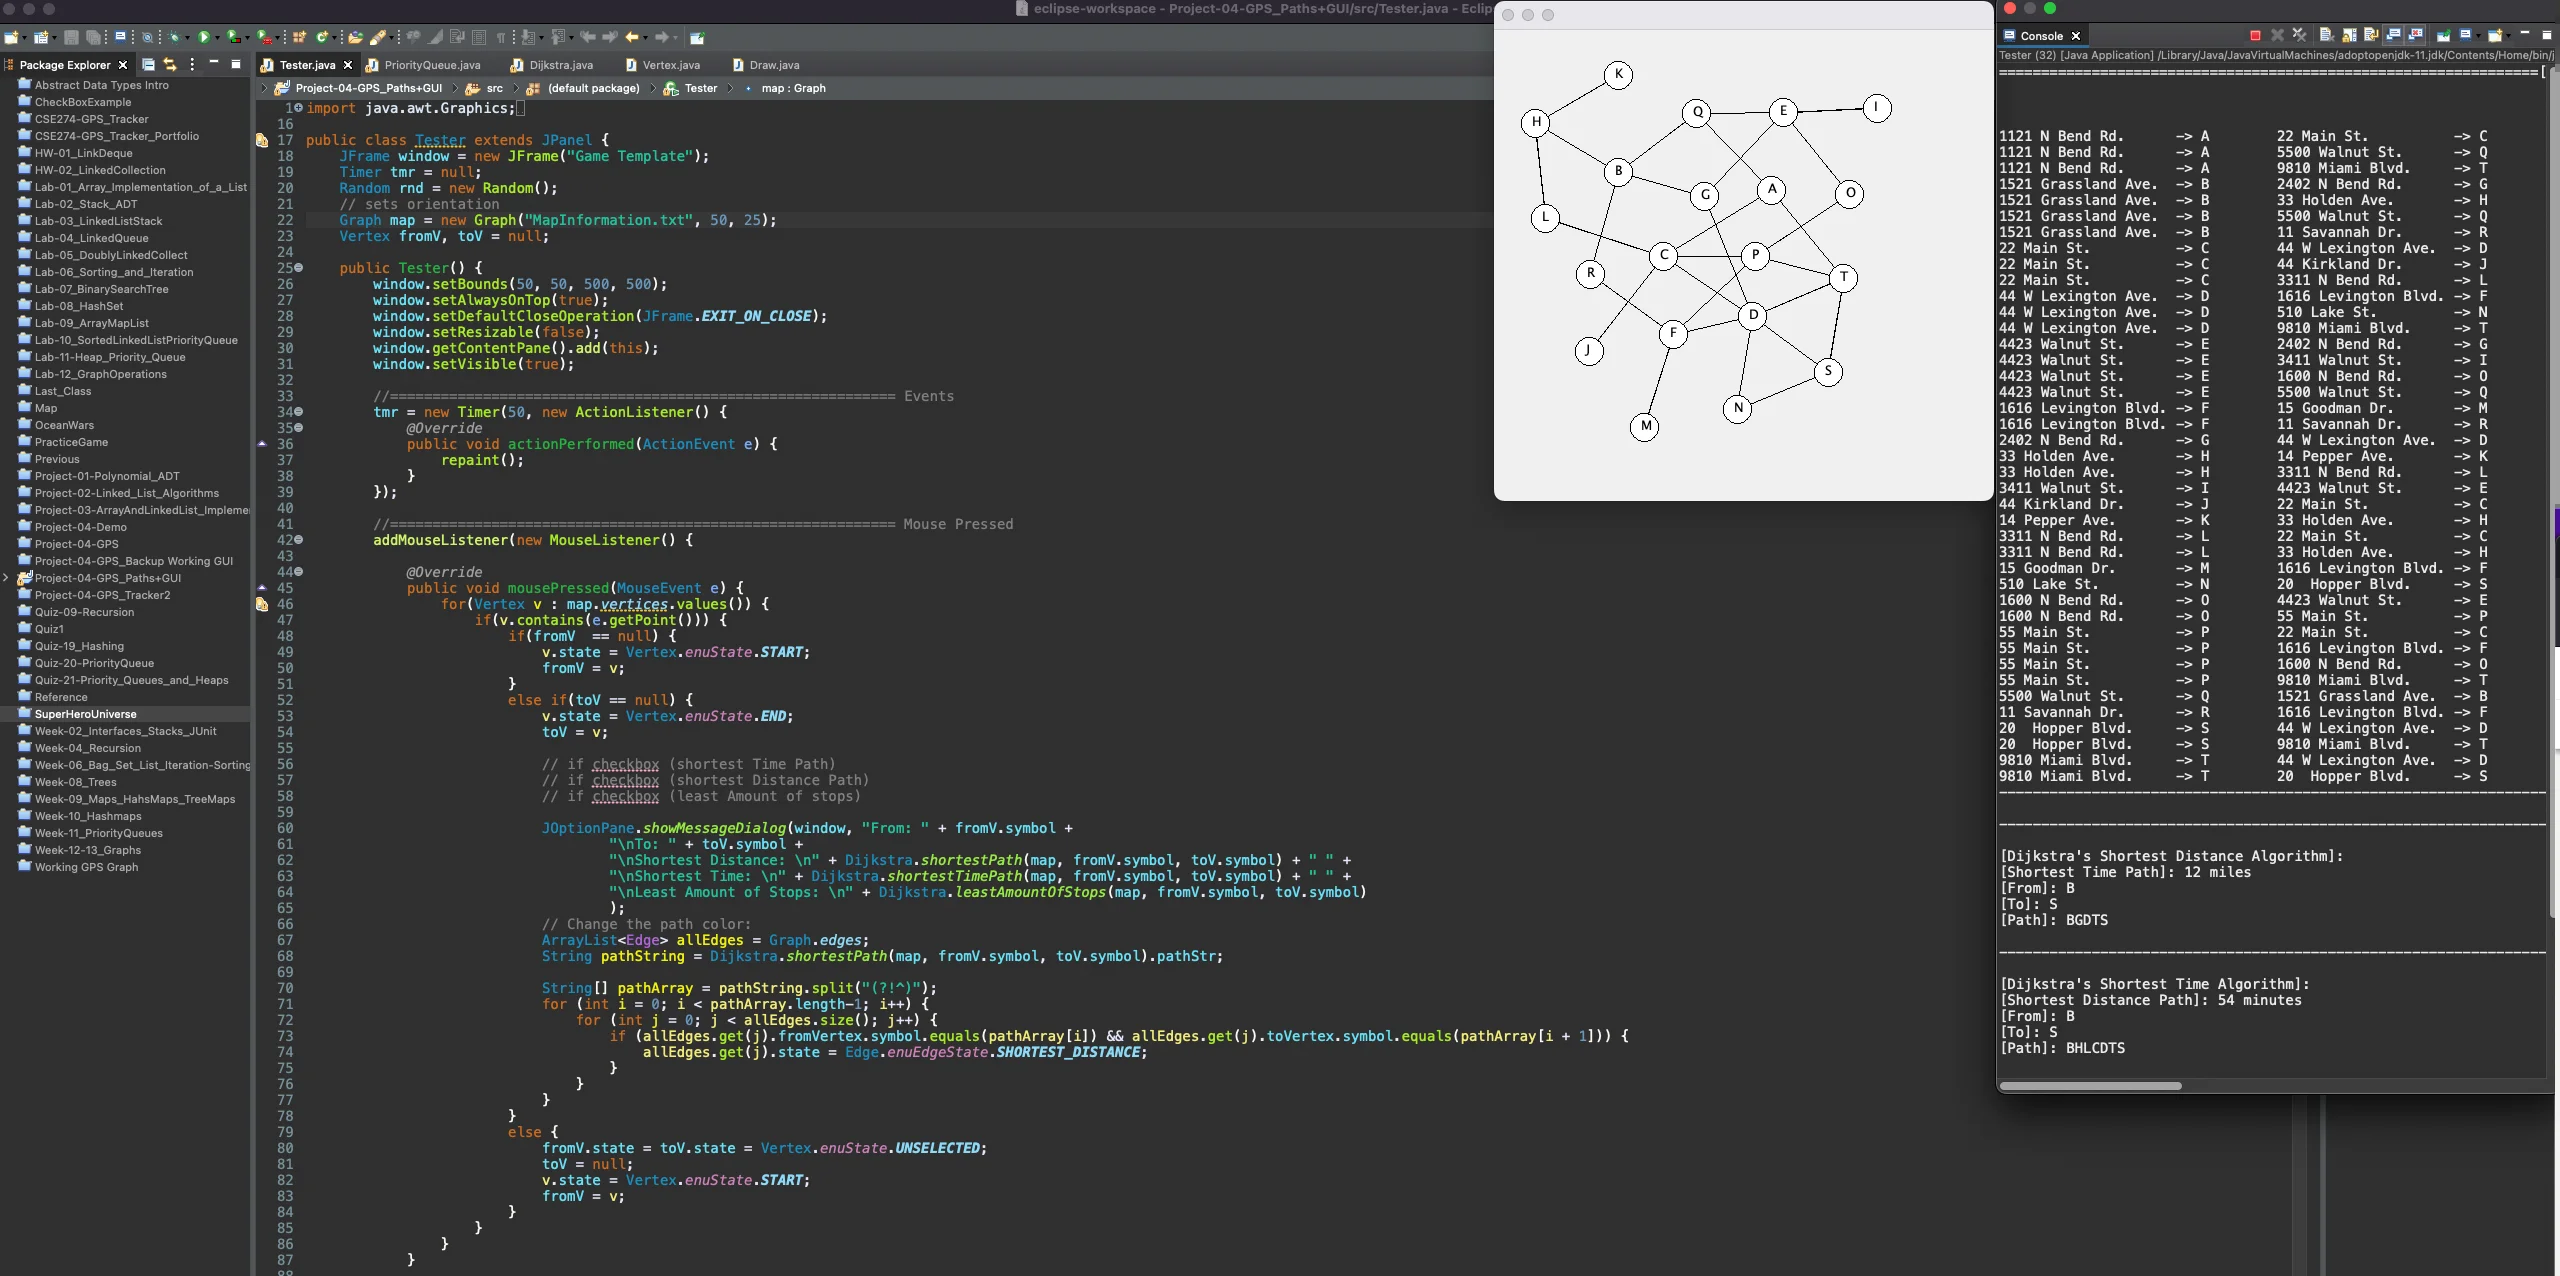 eclipse-workspace - Project-04-GPS_Paths+GUI/src/Tester.java - Eclip
Package Explorer
Abstract Data Types Intro
CheckBoxExample
CSE274-GPS_Tracker
CSE274-GPS_Tracker_Portfolio
HW-01_LinkDeque
HW-02_LinkedCollection
Lab-01_Array_Implementation_of_a_List
Lab-02_Stack_ADT
Lab-03_LinkedListStack
Lab-04_LinkedQueue
Lab-05_DoublyLinkedCollect
Lab-06_Sorting_and_Iteration
Lab-07_BinarySearchTree
Lab-08_HashSet
Lab-09_ArrayMapList
Lab-10_SortedLinkedListPriorityQueue
Lab-11-Heap_Priority_Queue
Lab-12_GraphOperations
Last_Class
Map
OceanWars
PracticeGame
Previous
Project-01-Polynomial_ADT
Project-02-Linked_List_Algorithms
Project-03-ArrayAndLinkedList_Impleme
Project-04-Demo
Project-04-GPS
Project-04-GPS_Backup Working GUI
Project-04-GPS_Paths+GUI
Project-04-GPS_Tracker2
Quiz-09-Recursion
Quiz1
Quiz-19_Hashing
Quiz-20-PriorityQueue
Quiz-21-Priority_Queues_and_Heaps
Reference
SuperHeroUniverse
Week-02_Interfaces_Stacks_JUnit
Week-04_Recursion
Week-06_Bag_Set_List_Iteration-Sorting
Week-08_Trees
Week-09_Maps_HahsMaps_TreeMaps
Week-10_Hashmaps
Week-11_PriorityQueues
Week-12-13_Graphs
Working GPS Graph
Tester.java PriorityQueue.java Dijkstra.java Vertex.java Draw.java
Project-04-GPS_Paths+GUI src (default package) Tester map : Graph
1 import java.awt.Graphics;
16
17 public class Tester extends JPanel {
18 JFrame window = new JFrame("Game Template");
19 Timer tmr = null;
20 Random rnd = new Random();
21 // sets orientation
22 Graph map = new Graph("MapInformation.txt", 50, 25);
23 Vertex fromV, toV = null;
24
25 public Tester() {
26 window.setBounds(50, 50, 500, 500);
27 window.setAlwaysOnTop(true);
28 window.setDefaultCloseOperation(JFrame.EXIT_ON_CLOSE);
29 window.setResizable(false);
30 window.getContentPane().add(this);
31 window.setVisible(true);
32
33 //============================================================ Events
34 tmr = new Timer(50, new ActionListener() {
35 @Override
36 public void actionPerformed(ActionEvent e) {
37 repaint();
38 }
39 });
40
41 //============================================================ Mouse Pressed
42 addMouseListener(new MouseListener() {
43
44 @Override
45 public void mousePressed(MouseEvent e) {
46 for(Vertex v : map.vertices.values()) {
47 if(v.contains(e.getPoint())) {
48 if(fromV  == null) {
49 v.state = Vertex.enuState.START;
50 fromV = v;
51 }
52 else if(toV == null) {
53 v.state = Vertex.enuState.END;
54 toV = v;
55
56 // if checkbox (shortest Time Path)
57 // if checkbox (shortest Distance Path)
58 // if checkbox (least Amount of stops)
59
60 JOptionPane.showMessageDialog(window, "From: " + fromV.symbol +
61 "\nTo: " + toV.symbol +
62 "\nShortest Distance: \n" + Dijkstra.shortestPath(map, fromV.symbol, toV.symbol) + " " +
63 "\nShortest Time: \n" + Dijkstra.shortestTimePath(map, fromV.symbol, toV.symbol) + " " +
64 "\nLeast Amount of Stops: \n" + Dijkstra.leastAmountOfStops(map, fromV.symbol, toV.symbol)
65 );
66 // Change the path color:
67 ArrayList<Edge> allEdges = Graph.edges;
68 String pathString = Dijkstra.shortestPath(map, fromV.symbol, toV.symbol).pathStr;
69
70 String[] pathArray = pathString.split("(?!^)");
71 for (int i = 0; i < pathArray.length-1; i++) {
72 for (int j = 0; j < allEdges.size(); j++) {
73 if (allEdges.get(j).fromVertex.symbol.equals(pathArray[i]) && allEdges.get(j).toVertex.symbol.equals(pathArray[i + 1])) {
74 allEdges.get(j).state = Edge.enuEdgeState.SHORTEST_DISTANCE;
75 }
76 }
77 }
78 }
79 else {
80 fromV.state = toV.state = Vertex.enuState.UNSELECTED;
81 toV = null;
82 v.state = Vertex.enuState.START;
83 fromV = v;
84 }
85 }
86 }
87 }
88
K
Q E I
H
B
G A O
L
C P
R T
D
F
J
S
N
M
Console
Tester (32) [Java Application] /Library/Java/JavaVirtualMachines/adoptopenjdk-11.jdk/Contents/Home/bin/j
================================================================[
1121 N Bend Rd. -> A 22 Main St. -> C
1121 N Bend Rd. -> A 5500 Walnut St. -> Q
1121 N Bend Rd. -> A 9810 Miami Blvd. -> T
1521 Grassland Ave. -> B 2402 N Bend Rd. -> G
1521 Grassland Ave. -> B 33 Holden Ave. -> H
1521 Grassland Ave. -> B 5500 Walnut St. -> Q
1521 Grassland Ave. -> B 11 Savannah Dr. -> R
22 Main St. -> C 44 W Lexington Ave. -> D
22 Main St. -> C 44 Kirkland Dr. -> J
22 Main St. -> C 3311 N Bend Rd. -> L
44 W Lexington Ave. -> D 1616 Levington Blvd. -> F
44 W Lexington Ave. -> D 510 Lake St. -> N
44 W Lexington Ave. -> D 9810 Miami Blvd. -> T
4423 Walnut St. -> E 2402 N Bend Rd. -> G
4423 Walnut St. -> E 3411 Walnut St. -> I
4423 Walnut St. -> E 1600 N Bend Rd. -> O
4423 Walnut St. -> E 5500 Walnut St. -> Q
1616 Levington Blvd. -> F 15 Goodman Dr. -> M
1616 Levington Blvd. -> F 11 Savannah Dr. -> R
2402 N Bend Rd. -> G 44 W Lexington Ave. -> D
33 Holden Ave. -> H 14 Pepper Ave. -> K
33 Holden Ave. -> H 3311 N Bend Rd. -> L
3411 Walnut St. -> I 4423 Walnut St. -> E
44 Kirkland Dr. -> J 22 Main St. -> C
14 Pepper Ave. -> K 33 Holden Ave. -> H
3311 N Bend Rd. -> L 22 Main St. -> C
3311 N Bend Rd. -> L 33 Holden Ave. -> H
15 Goodman Dr. -> M 1616 Levington Blvd. -> F
510 Lake St. -> N 20  Hopper Blvd. -> S
1600 N Bend Rd. -> O 4423 Walnut St. -> E
1600 N Bend Rd. -> O 55 Main St. -> P
55 Main St. -> P 22 Main St. -> C
55 Main St. -> P 1616 Levington Blvd. -> F
55 Main St. -> P 1600 N Bend Rd. -> O
55 Main St. -> P 9810 Miami Blvd. -> T
5500 Walnut St. -> Q 1521 Grassland Ave. -> B
11 Savannah Dr. -> R 1616 Levington Blvd. -> F
20  Hopper Blvd. -> S 44 W Lexington Ave. -> D
20  Hopper Blvd. -> S 9810 Miami Blvd. -> T
9810 Miami Blvd. -> T 44 W Lexington Ave. -> D
9810 Miami Blvd. -> T 20  Hopper Blvd. -> S
[Dijkstra's Shortest Distance Algorithm]:
[Shortest Time Path]: 12 miles
[From]: B
[To]: S
[Path]: BGDTS
[Dijkstra's Shortest Time Algorithm]:
[Shortest Distance Path]: 54 minutes
[From]: B
[To]: S
[Path]: BHLCDTS